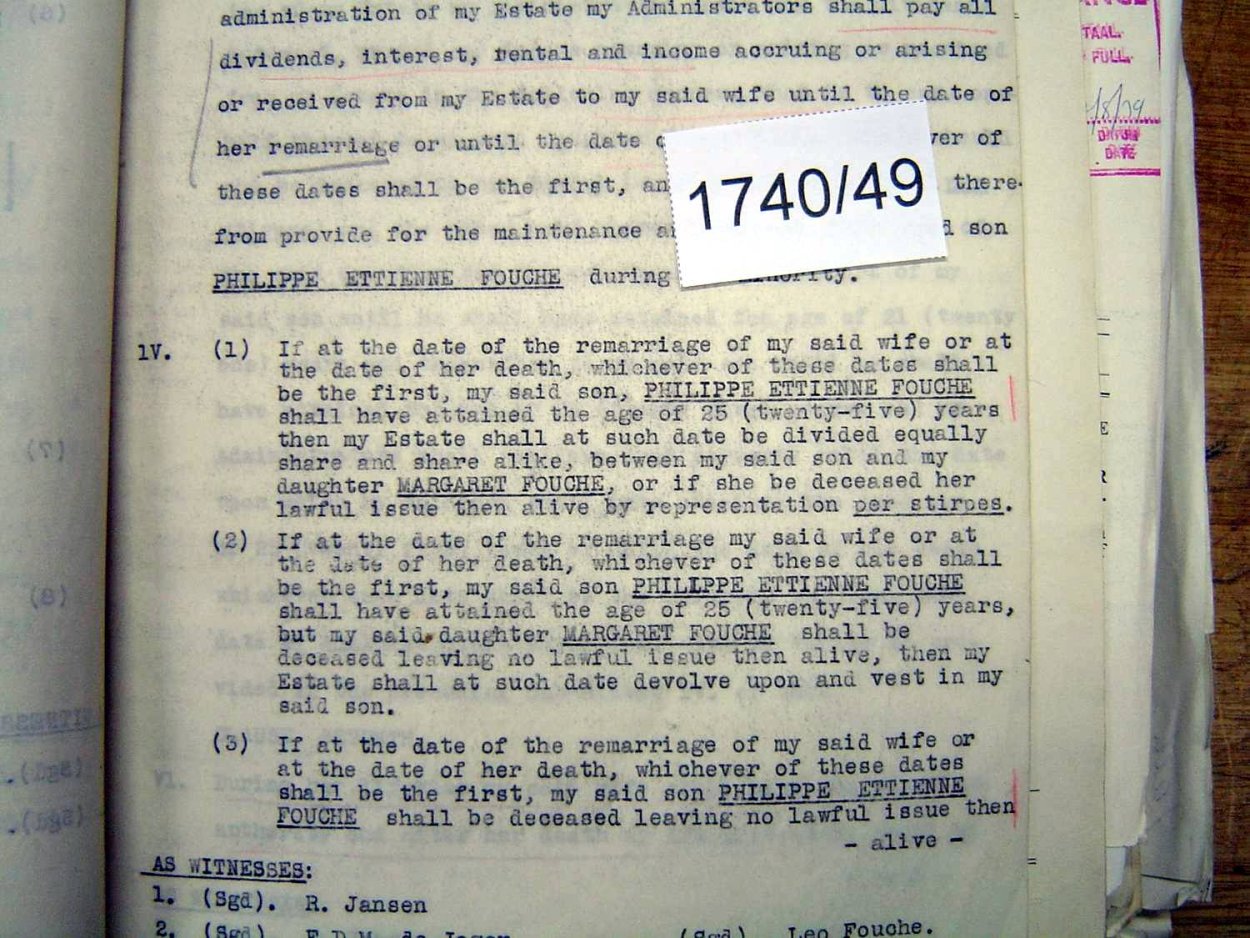 administration of my Estate my Administrators shall pay all
dividends, interest, rental and income accruing or arising
or received from my Estate to my said wife until the date of
her remarriage or until the date
ver of
these dates shall be the first, an
there-
from provide for the maintenance a
d son
PHILIPPE ETTIENNE FOUCHE during
minority.
1740/49
1V. (1) If at the date of the remarriage of my said wife or at
the date of her death, whichever of these dates shall
be the first, my said son, PHILIPPE ETTIENNE FOUCHE
shall have attained the age of 25 (twenty-five) years
then my Estate shall at such date be divided equally
share and share alike, between my said son and my
daughter MARGARET FOUCHE, or if she be deceased her
lawful issue then alive by representation per stirpes.
(2) If at the date of the remarriage my said wife or at
the date of her death, whichever of these dates shall
be the first, my said son PHILIPPE ETTIENNE FOUCHE
shall have attained the age of 25 (twenty-five) years,
but my said daughter MARGARET FOUCHE shall be
deceased leaving no lawful issue then alive, then my
Estate shall at such date devolve upon and vest in my
said son.
(3) If at the date of the remarriage of my said wife or
at the date of her death, whichever of these dates
shall be the first, my said son PHILIPPE ETTIENNE
FOUCHE shall be deceased leaving no lawful issue then
- alive -
AS WITNESSES:
1. (Sgd). R. Jansen
2. (Sgd) Leo Fouche.
TAAL.
FULL.
DATUM
DATE